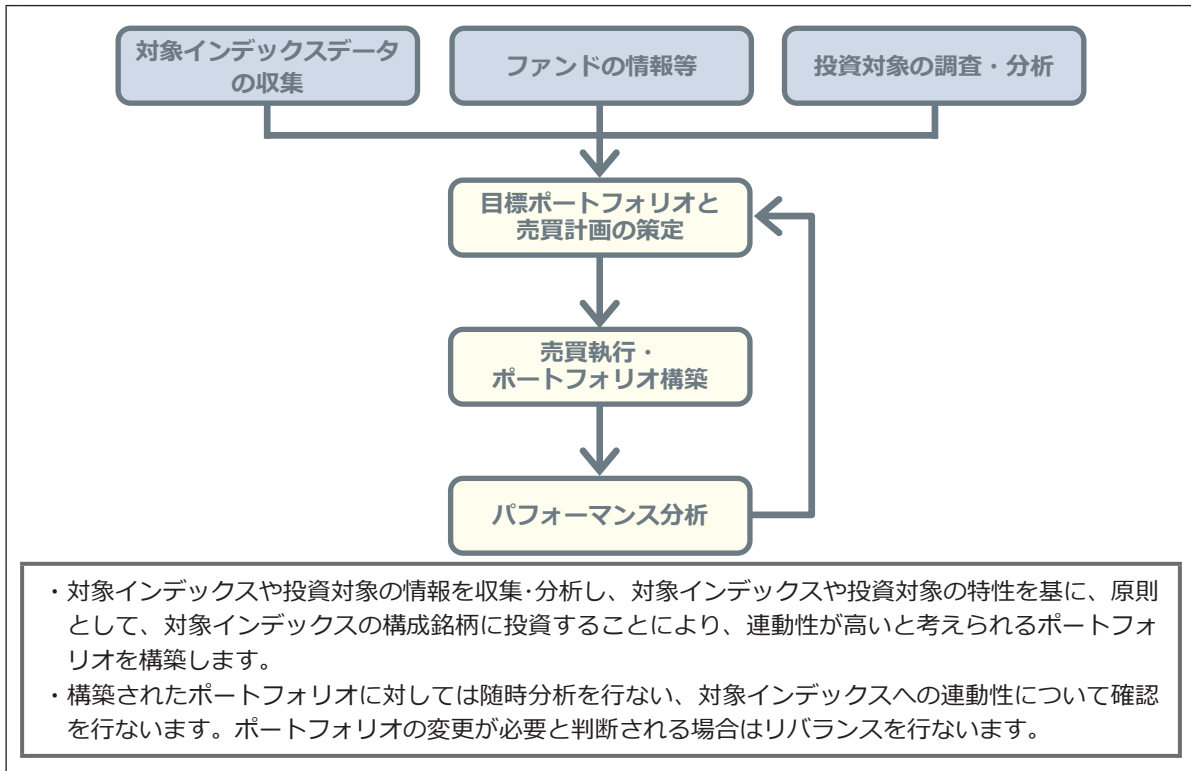 対象インデックスデータ
の収集
ファンドの情報等
投資対象の調査・分析
目標ポートフォリオと
売買計画の策定
売買執行・
ポートフォリオ構築
パフォーマンス分析
・対象インデックスや投資対象の情報を収集･分析し、対象インデックスや投資対象の特性を基に、原則
として、対象インデックスの構成銘柄に投資することにより、連動性が高いと考えられるポートフォ
リオを構築します。
・構築されたポートフォリオに対しては随時分析を行ない、対象インデックスへの連動性について確認
を行ないます。ポートフォリオの変更が必要と判断される場合はリバランスを行ないます。